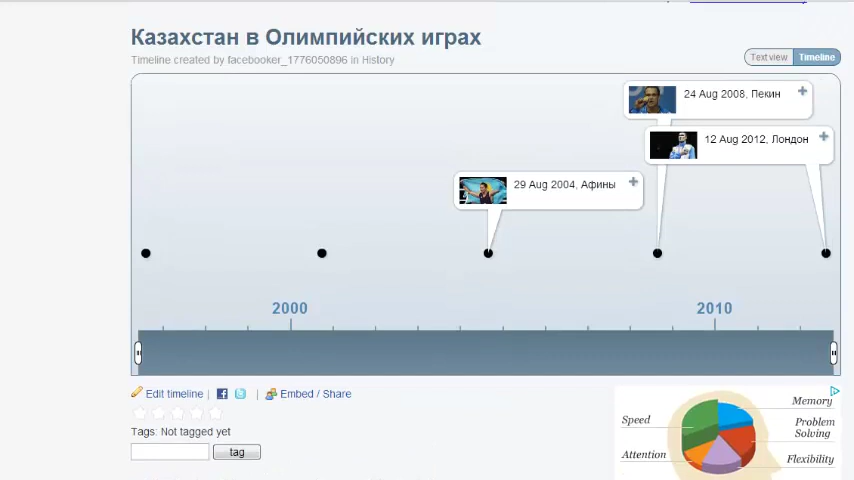 Казахстан в Олимпийских играх
Timeline created by facebooker_1776050896 in History
Text view Timeline
24 Aug 2008, Пекин
12 Aug 2012, Лондон
29 Aug 2004, Афины
2000 2010
Edit timeline | | Embed / Share
Tags: Not tagged yet
tag
Memory
Speed
Problem
Solving
Attention
Flexibility